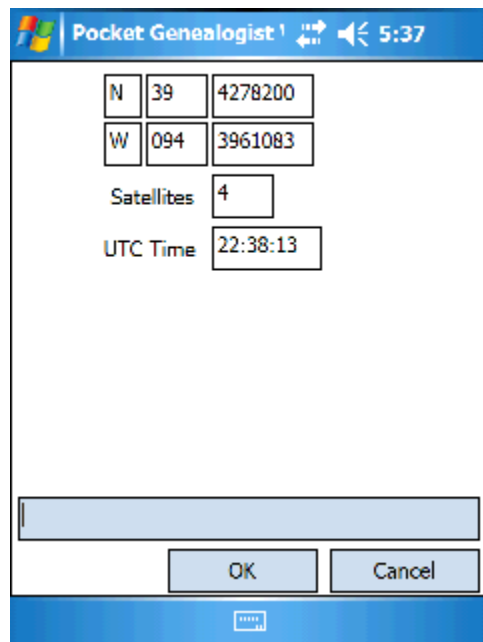 Pocket Genealogist 5:37
N 39 4278200
W 094 3961083
Satellites 4
UTC Time 22:38:13
OK Cancel